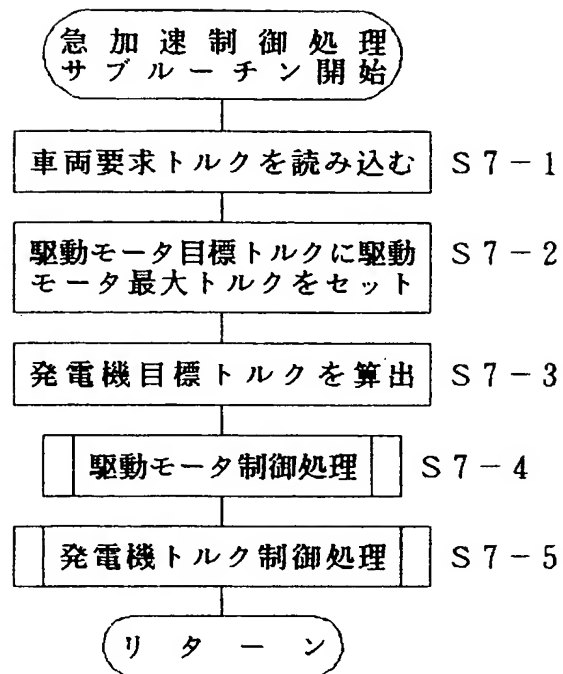 急加速制御処理
サブルーチン開始
車両要求トルクを読み込む S7-1
駆動モータ目標トルクに駆動 S7-2
モータ最大トルクをセット
発電機目標トルクを算出 S7-3
駆動モータ制御処理 S7-4
発電機トルク制御処理 S7-5
リターン